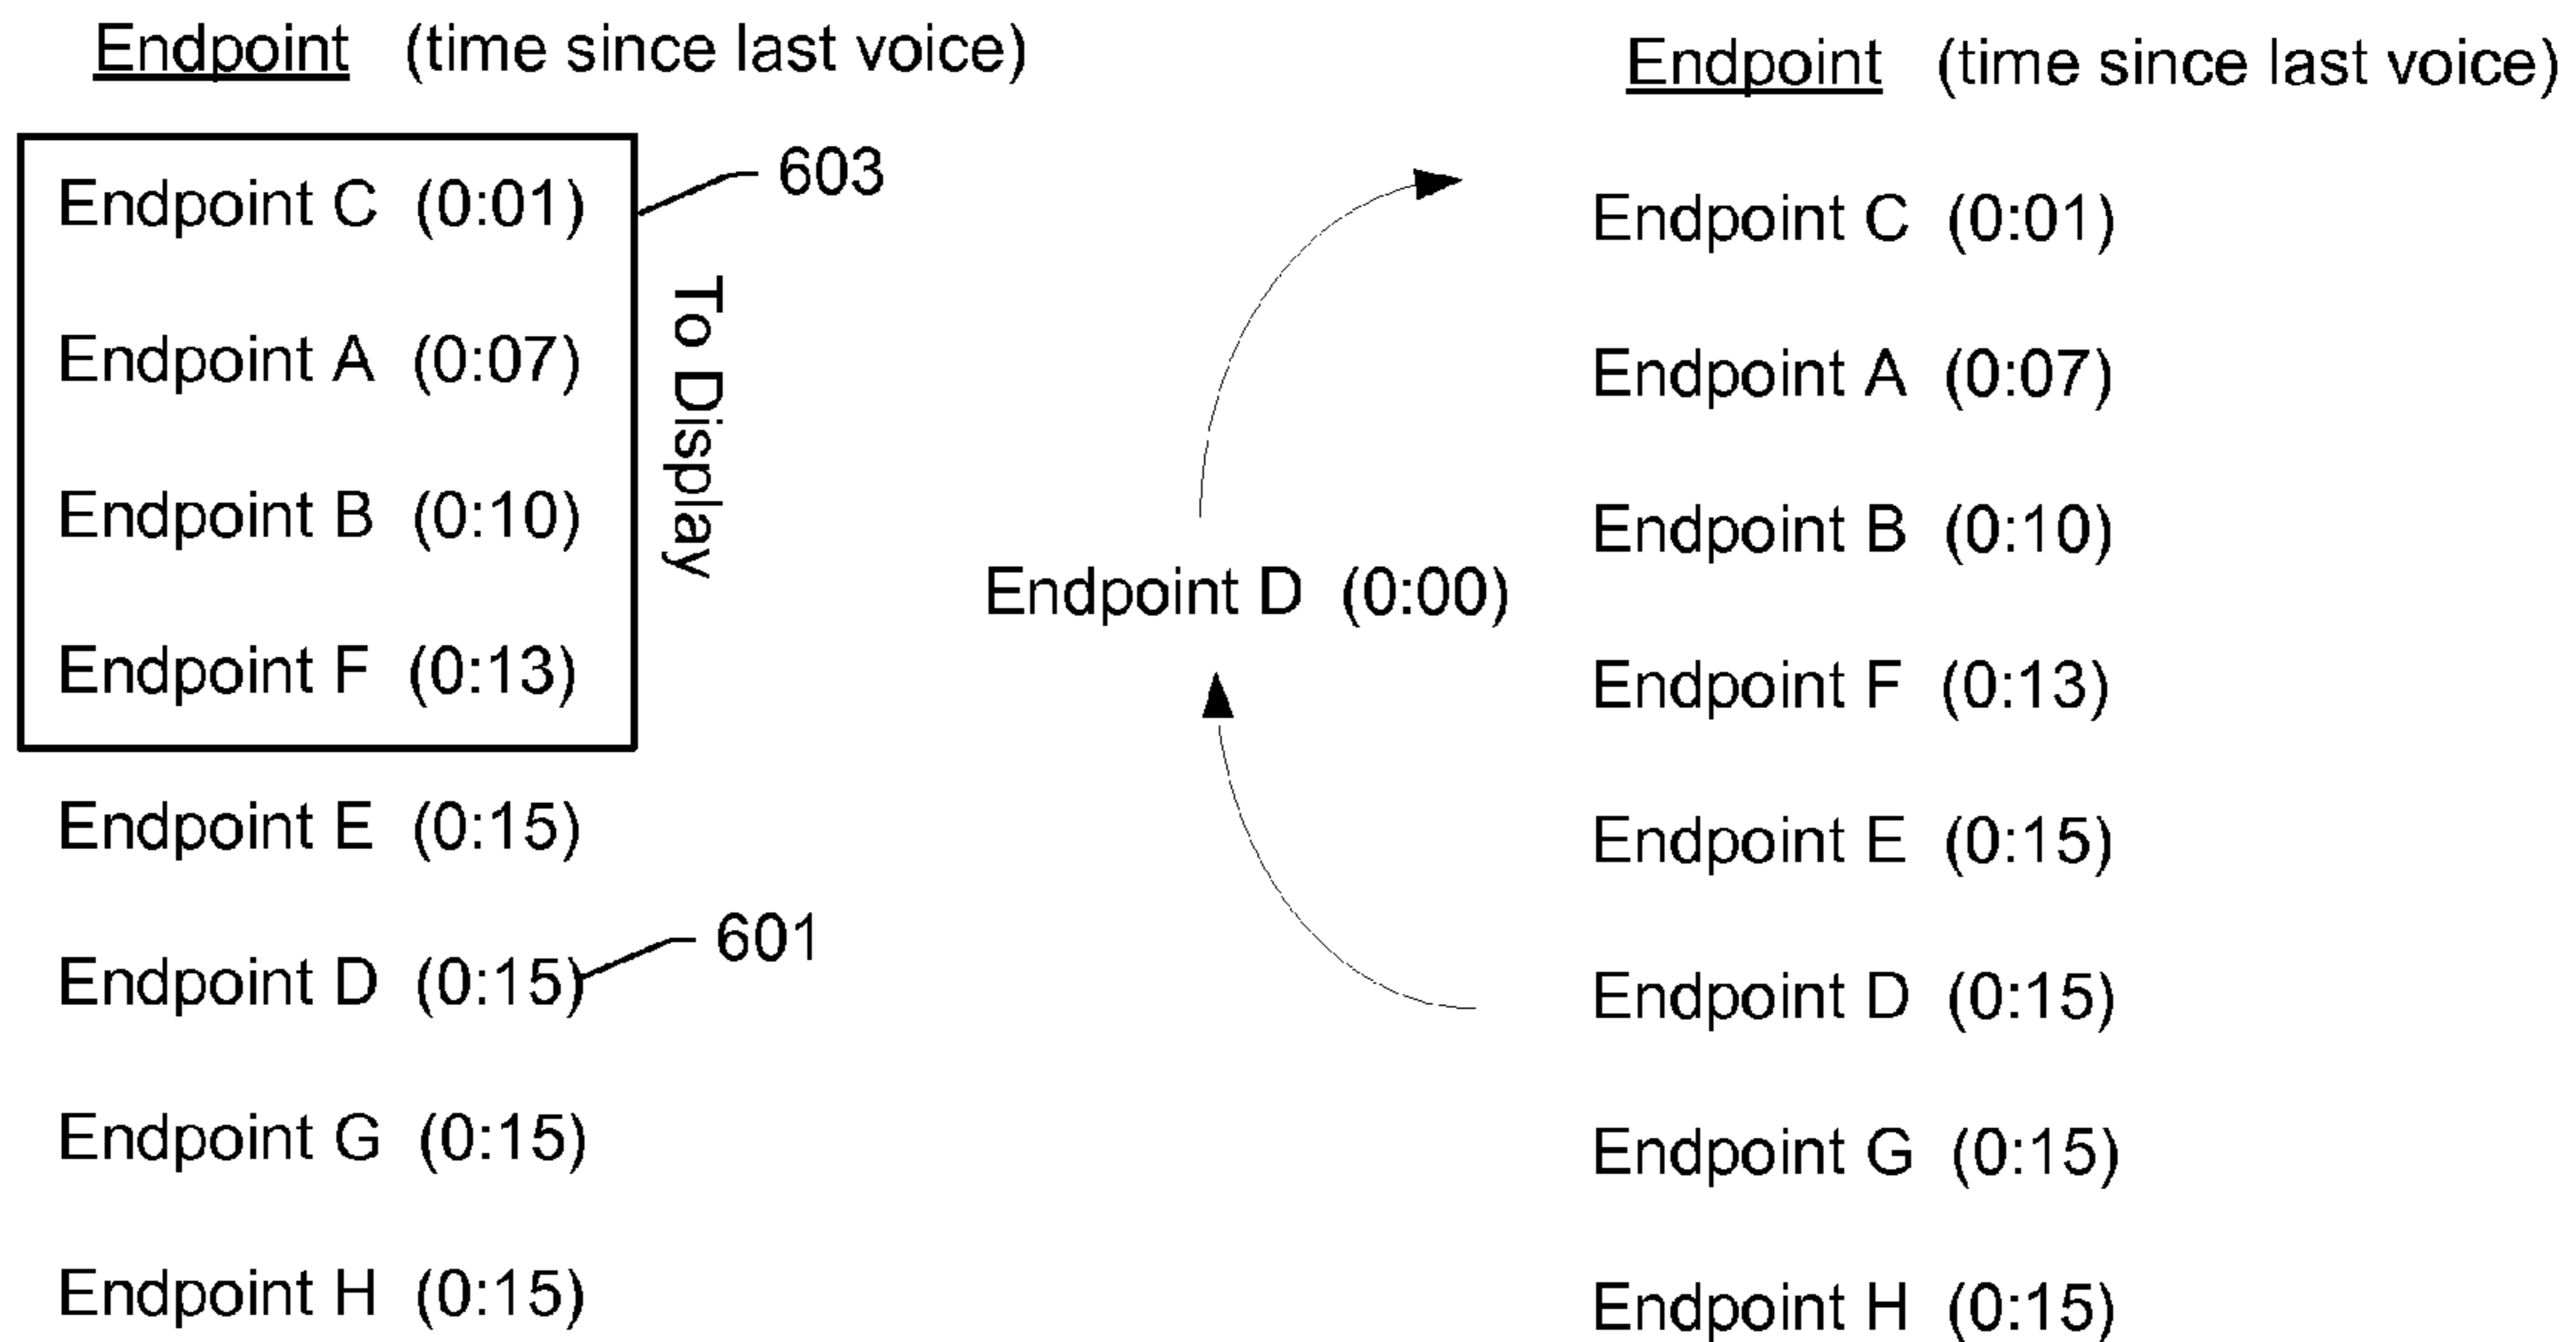 Endpoint (time since last voice)
Endpoint C (0:01)
603
Endpoint A (0:07)
Endpoint B (0:10)
Endpoint F (0:13)
To Display
Endpoint E (0:15)
Endpoint D (0:15)
601
Endpoint G (0:15)
Endpoint H (0:15)
Endpoint D (0:00)
Endpoint (time since last voice)
Endpoint C (0:01)
Endpoint A (0:07)
Endpoint B (0:10)
Endpoint F (0:13)
Endpoint E (0:15)
Endpoint D (0:15)
Endpoint G (0:15)
Endpoint H (0:15)